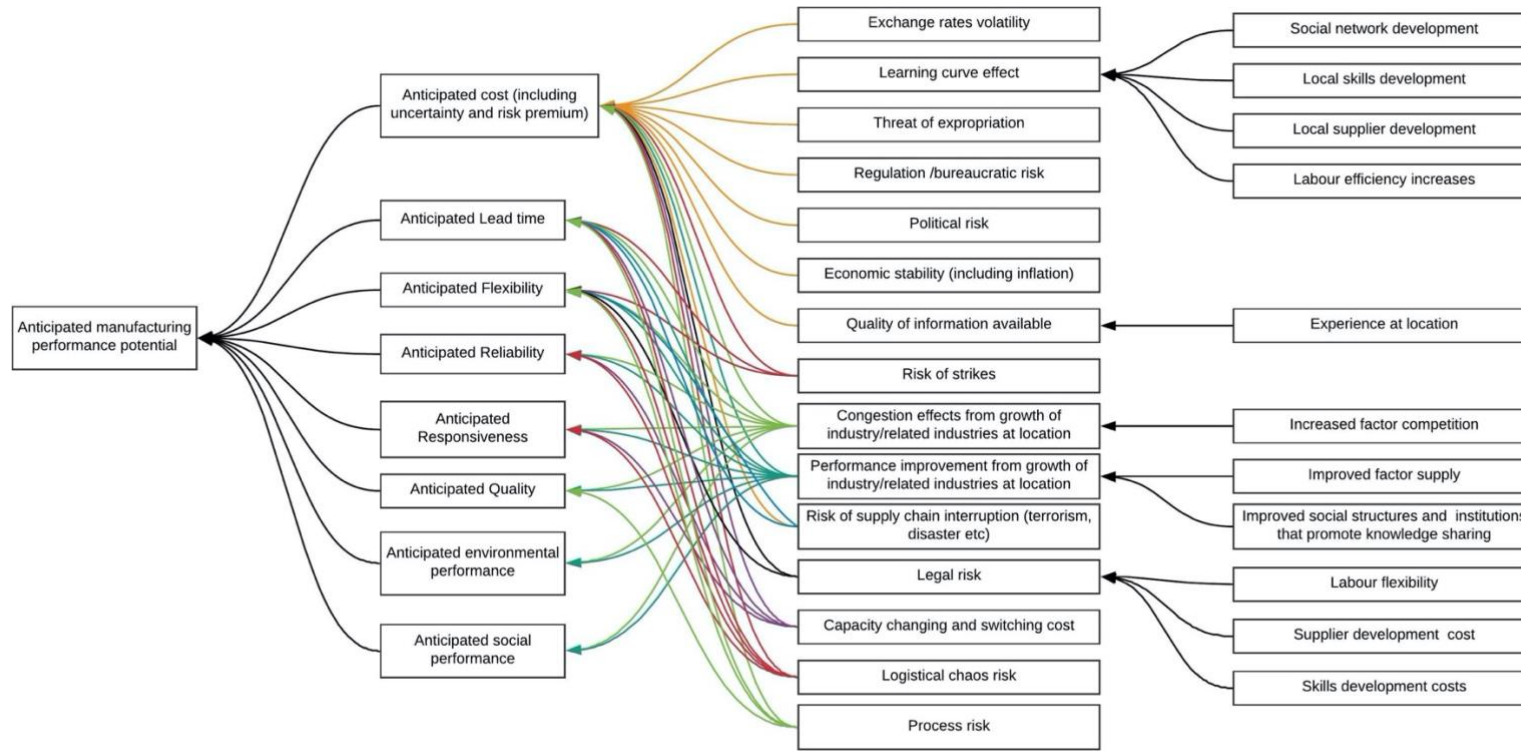 Anticipated manufacturing
performance potential
Anticipated cost (including
uncertainty and risk premium)
Anticipated Lead time
Anticipated Flexibility
Anticipated Reliability
Anticipated
Responsiveness
Anticipated Quality
Anticipated environmental
performance
Anticipated social
performance
Exchange rates volatility
Learning curve effect
Threat of expropriation
Regulation /bureaucratic risk
Political risk
Economic stability (including inflation)
Quality of information available
Risk of strikes
Congestion effects from growth of
industry/related industries at location
Performance improvement from growth of
industry/related industries at location
Risk of supply chain interruption (terrorism,
disaster etc)
Legal risk
Capacity changing and switching cost
Logistical chaos risk
Process risk
Social network development
Local skills development
Local supplier development
Labour efficiency increases
Experience at location
Increased factor competition
Improved factor supply
Improved social structures and institutions
that promote knowledge sharing
Labour flexibility
Supplier development cost
Skills development costs